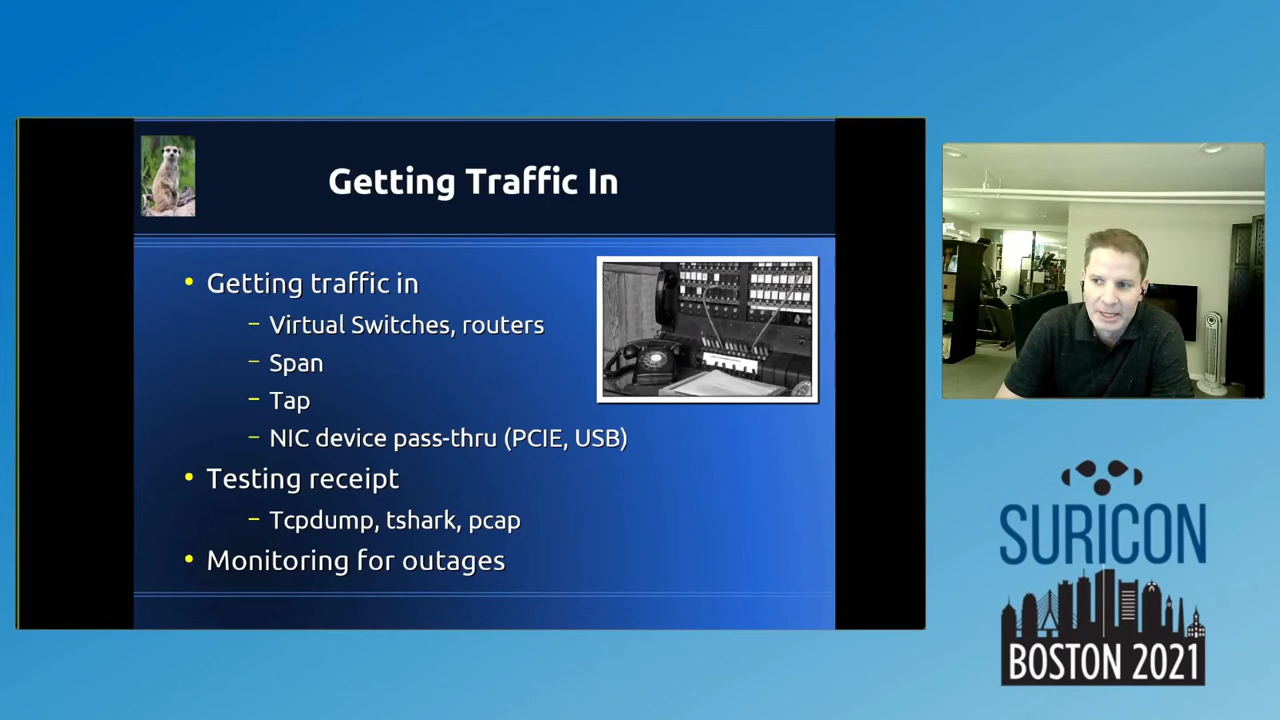 Getting Traffic In
Getting traffic in
Virtual Switches, routers
Span
Tap
NIC device pass-thru (PCIE, USB)
Testing receipt
Tcpdump, tshark, pcap
Monitoring for outages
SURICON
BOSTON 2021